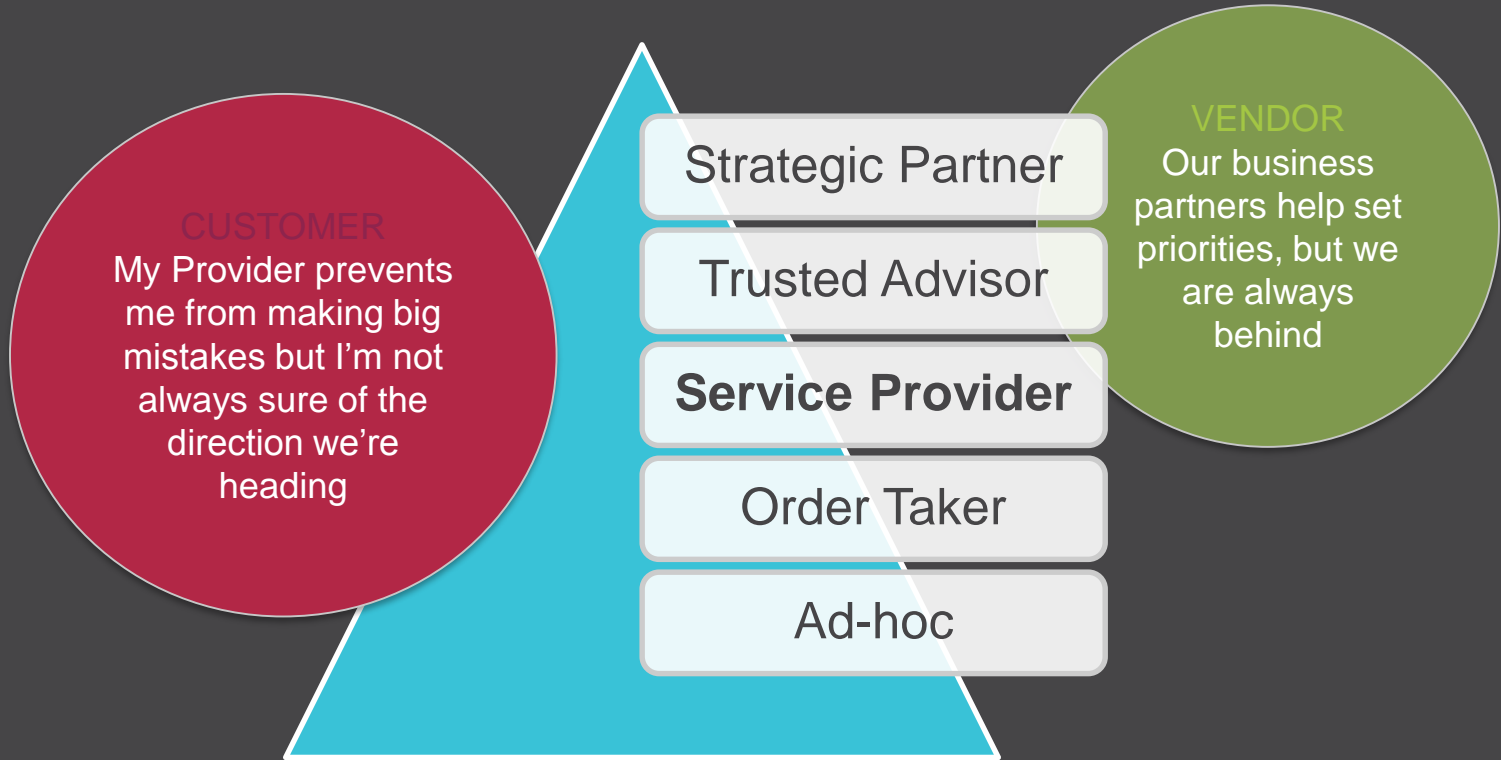 CUSTOMER
My Provider prevents
me from making big
mistakes but I’m not
always sure of the
direction we’re
heading
Strategic Partner
Trusted Advisor
Service Provider
Order Taker
Ad-hoc
VENDOR
Our business
partners help set
priorities, but we
are always
behind